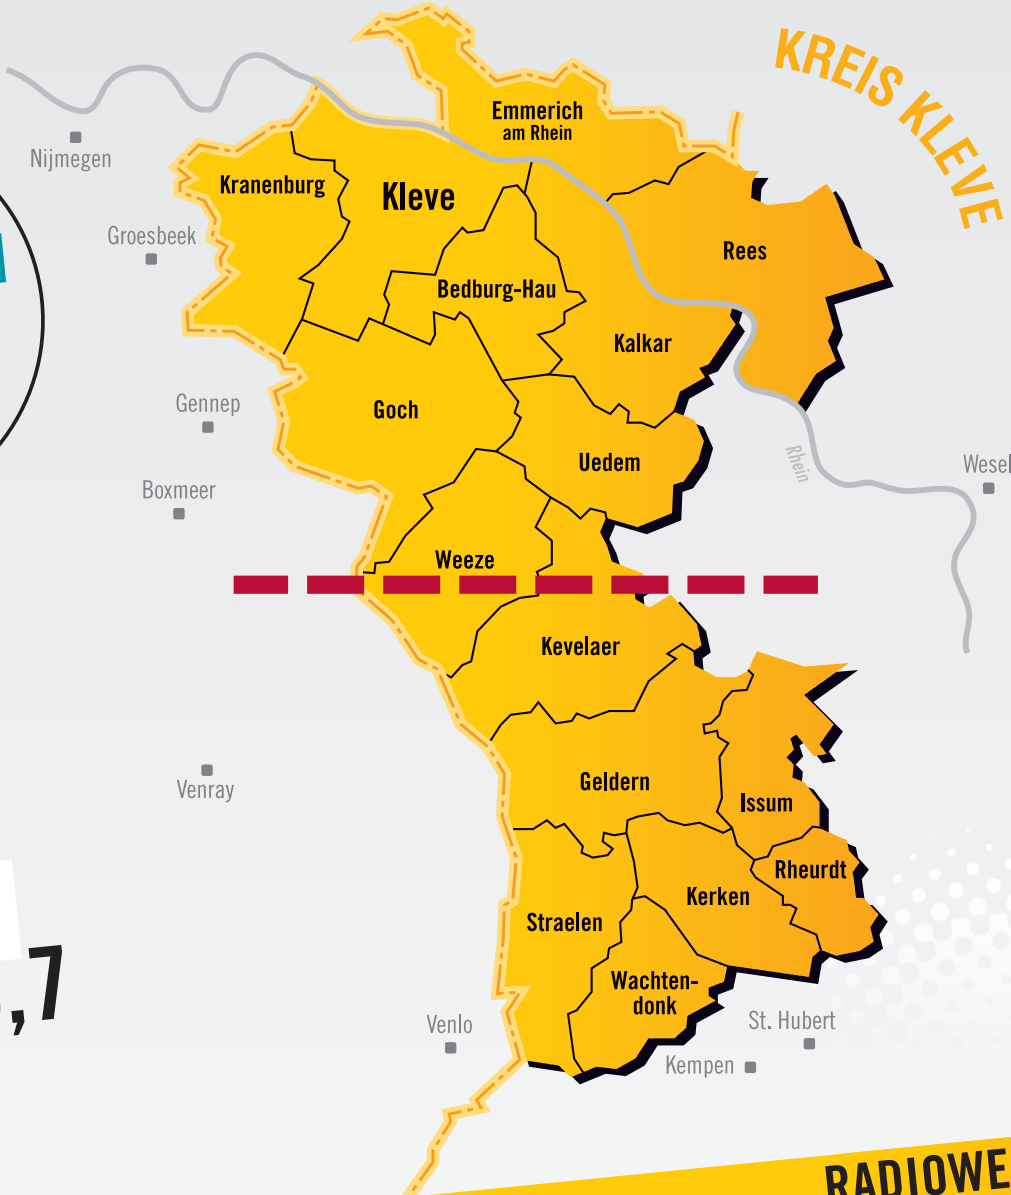 KREIS KLEVE
Emmerich
am Rhein
Nijmegen
Kranenburg
Kleve
Groesbeek
Rees
Bedburg-Hau
Kalkar
Gennep
Goch
Rhein
Uedem
Wesel
Boxmeer
Weeze
Kevelaer
Venray
Geldern
Issum
Rheurdt
Kerken
Straelen
,7
Wachten-
donk
Venlo
St. Hubert
Kempen
RADIOWE